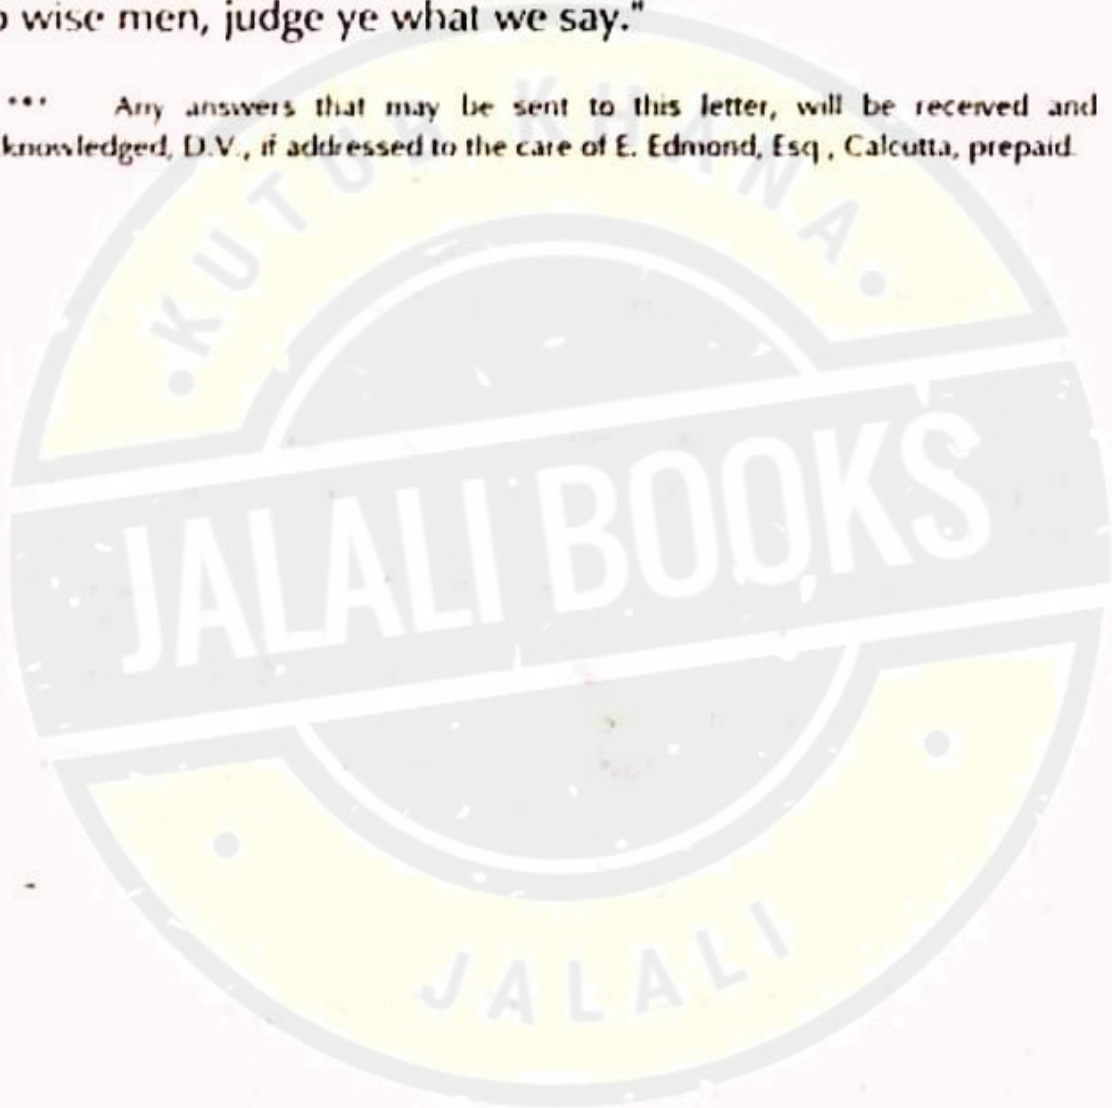 wise men, judge ye what we say."
*** Any answers that may be sent to this letter, will be received and
knowledged, D.V., if addressed to the care of E. Edmond, Esq., Calcutta, prepaid.
KUTUB KHANA
JALALI BOOKS
JALALI